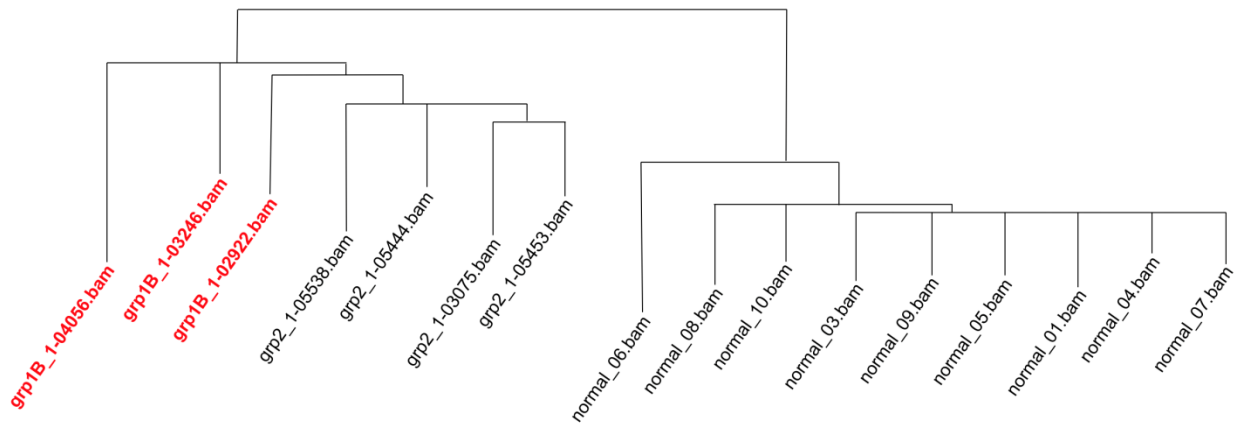 grp1B_1-04056.bam
grp1B_1-03246.bam
grp1B_1-02922.bam
grp2_1-05538.bam
grp2_1-05444.bam
grp2_1-03075.bam
grp2_1-05453.bam
normal_06.bam
normal_08.bam
normal_10.bam
normal_03.bam
normal_09.bam
normal_05.bam
normal_01.bam
normal_04.bam
normal_07.bam